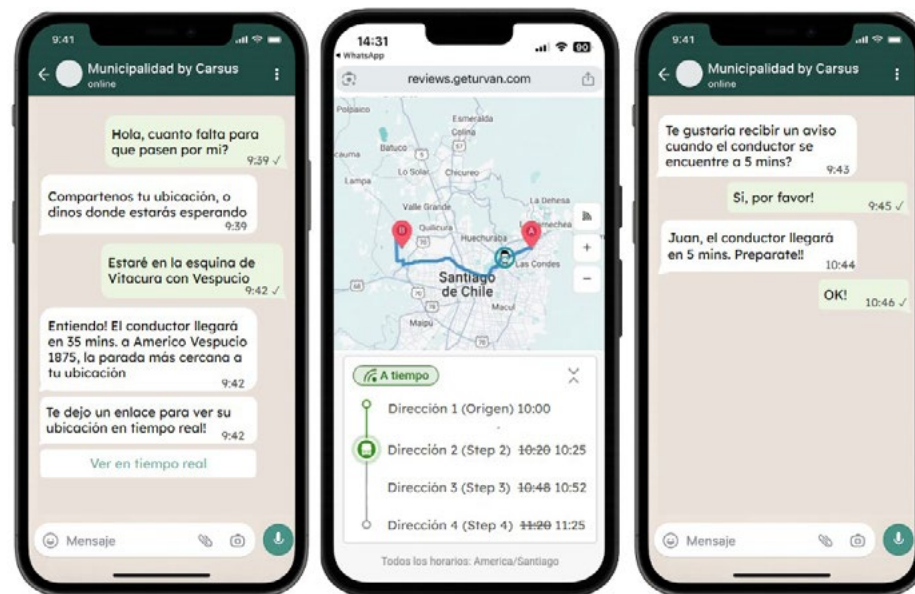 9:41
Municipalidad by Carsus
online
Hola, cuanto falta para
que pasen por mi?
9:39 ✓
Compartenos tu ubicación, o
dinos donde estarás esperando
9:39
Estaré en la esquina de
Vitacura con Vespucio
9:42 ✓
Entiendo! El conductor llegará
en 35 mins. a Americo Vespucio
1875, la parada más cercana a
tu ubicación
9:42
Te dejo un enlace para ver su
ubicación en tiempo real!
9:42
Ver en tiempo real
Mensaje
14:31
WhatsApp
90
reviews.geturvan.com
Polpaico
Esmeralda
Colina
Batuco
57
Lo Solar
Chicureo
Lampa
Valle Grande
La Dehesa
Quilicura
Huechuraba
B
A
70
Las Condes
68
Santiago
de Chile
Maipú
Macul
+
−
A tiempo
Dirección 1 (Origen) 10:00
Dirección 2 (Step 2) 10:20 10:25
Dirección 3 (Step 3) 10:48 10:52
Dirección 4 (Step 4) 11:20 11:25
Todos los horarios: America/Santiago
9:41
Municipalidad by Carsus
online
Te gustaría recibir un aviso
cuando el conductor se
encuentre a 5 mins?
9:43
Si, por favor!
9:45 ✓
Juan, el conductor llegará
en 5 mins. Preparate!!
10:44
OK!
10:46 ✓
Mensaje